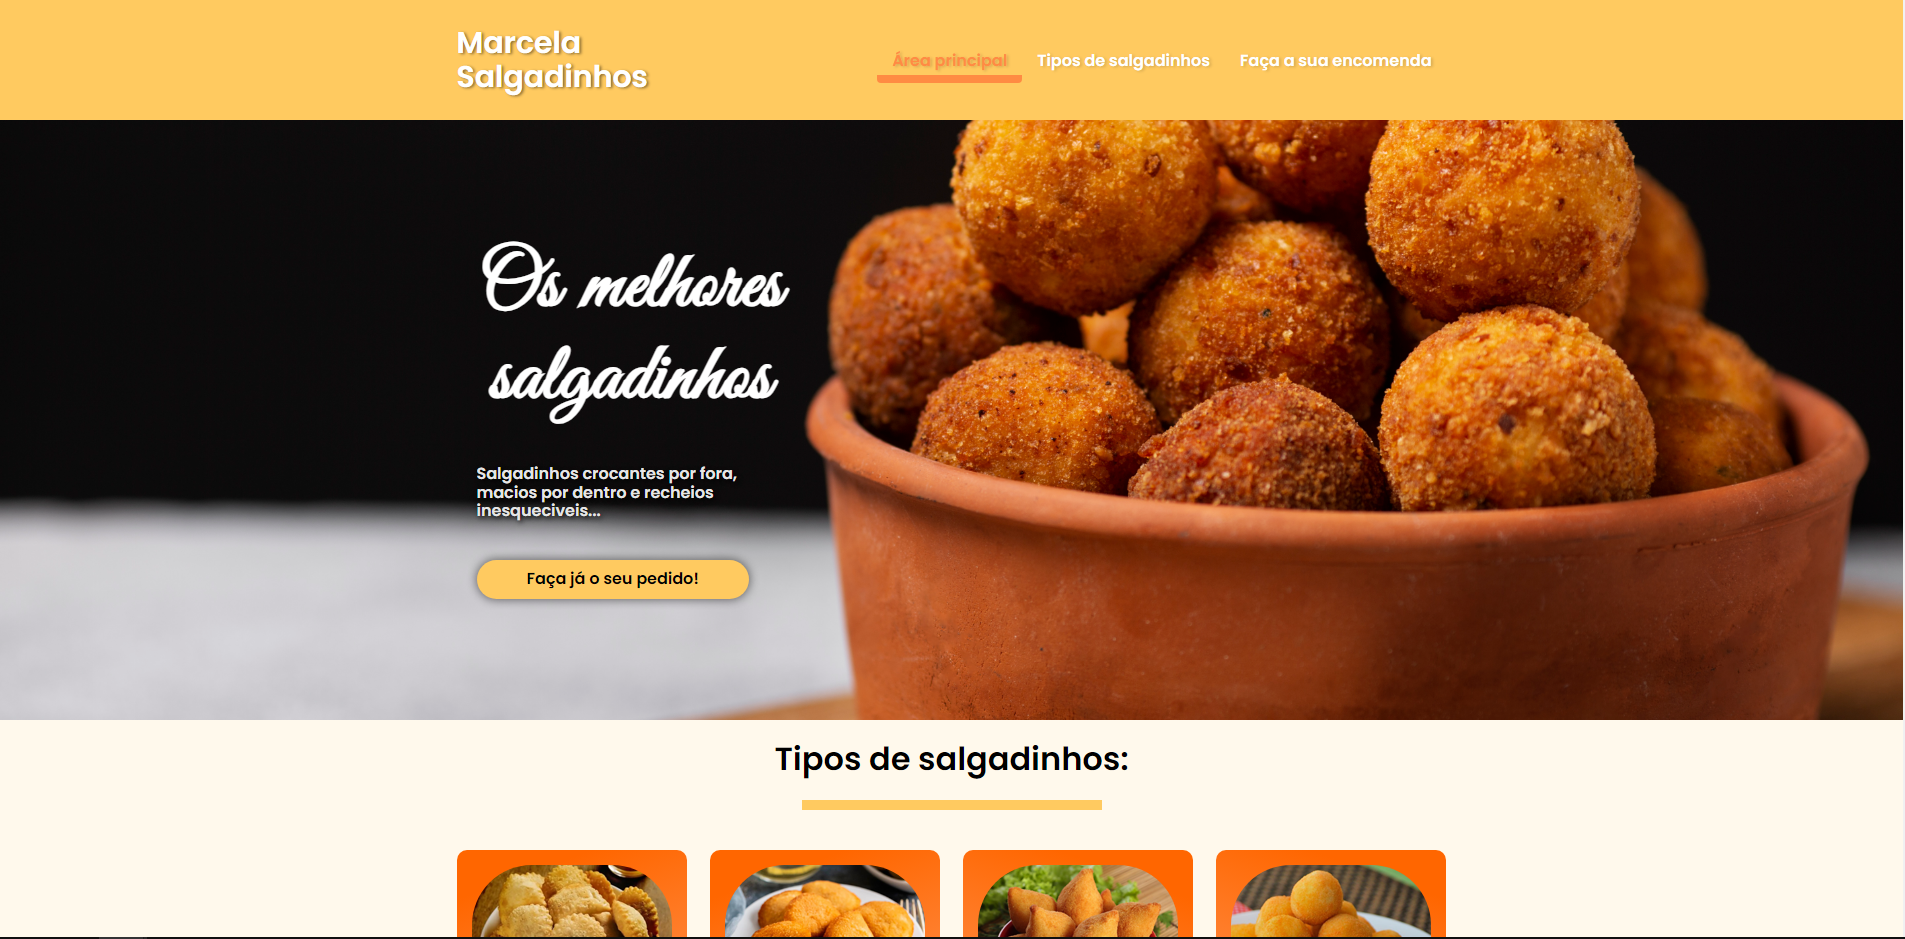 Marcela
Salgadinhos
Área principal
Tipos de salgadinhos
Faça a sua encomenda
Os melhores
salgadinhos
Salgadinhos crocantes por fora,
macios por dentro e recheios
inesqueciveis...
Faça já o seu pedido!
Tipos de salgadinhos: